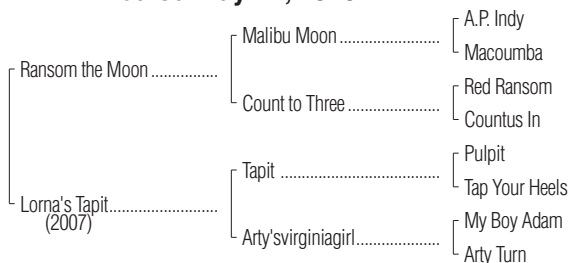 Malibu Moon
A.P. Indy
Macoumba
Ransom the Moon
Count to Three
Red Ransom
Countus In
Tapit
Pulpit
Tap Your Heels
Lorna's Tapit
(2007)
Arty'svirginiagirl
My Boy Adam
Arty Turn